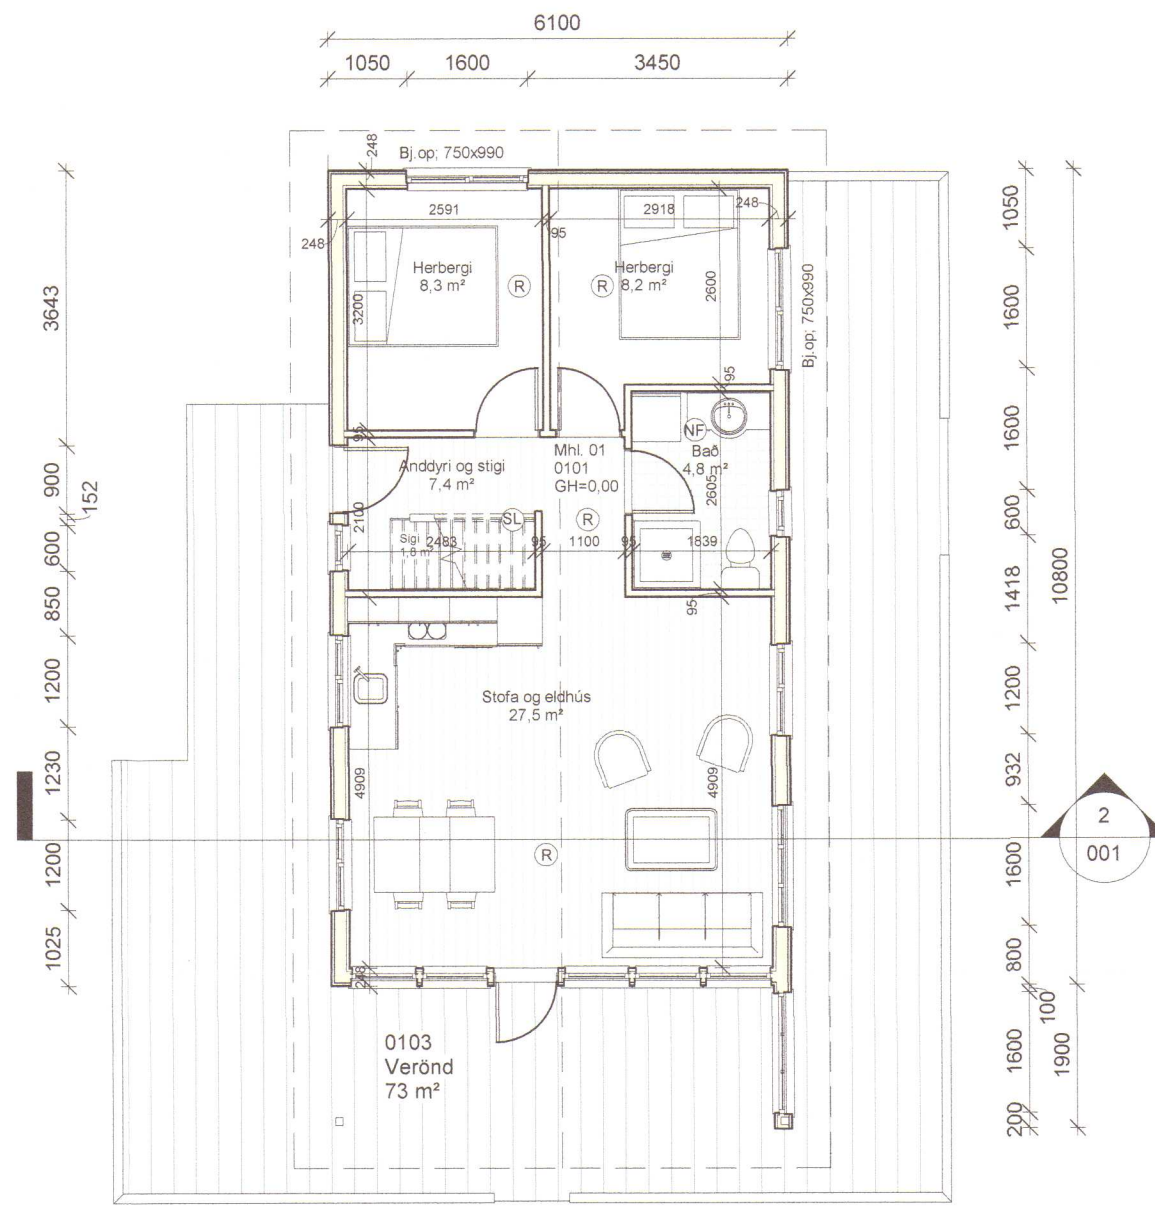 6100
1050
1600
3450
248
Bj.op; 750x990
2591
2918
248
248
95
Herbergi
8,3 m²
R
R
Herbergi
8,2 m²
3200
2600
Bj.op; 750x990
95
95
NF
Anddyri og stigi
7,4 m²
Mhl. 01
0101
GH=0,00
Bað
4,8 m²
2605
2100
SL
R
Sigi
1,8 m²
2483
95
1100
95
1839
95
Stofa og eldhús
27,5 m²
4909
4909
R
248
0103
Verönd
73 m²
3643
900
152
600
850
1200
1230
1200
1025
1050
1600
1600
600
1418
1200
932
1600
800
100
1600
200
10800
1900
2
001